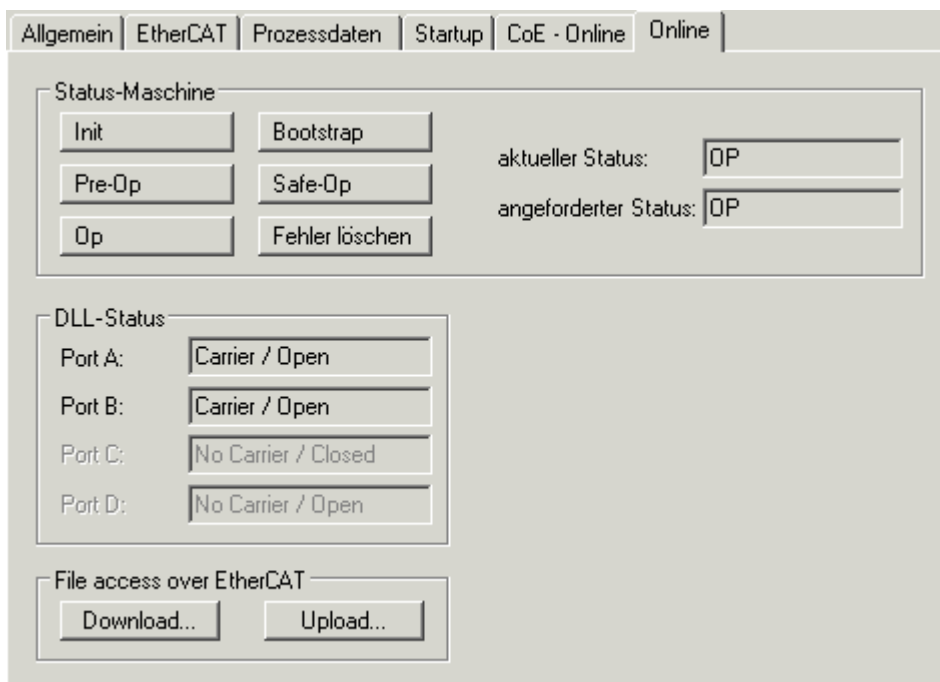 Allgemein EtherCAT Prozessdaten Startup CoE - Online Online
Status-Maschine
Init Bootstrap
aktueller Status: OP
Pre-Op Safe-Op
angeforderter Status: OP
Op Fehler löschen
DLL-Status
Port A: Carrier / Open
Port B: Carrier / Open
Port C: No Carrier / Closed
Port D: No Carrier / Open
File access over EtherCAT
Download... Upload...